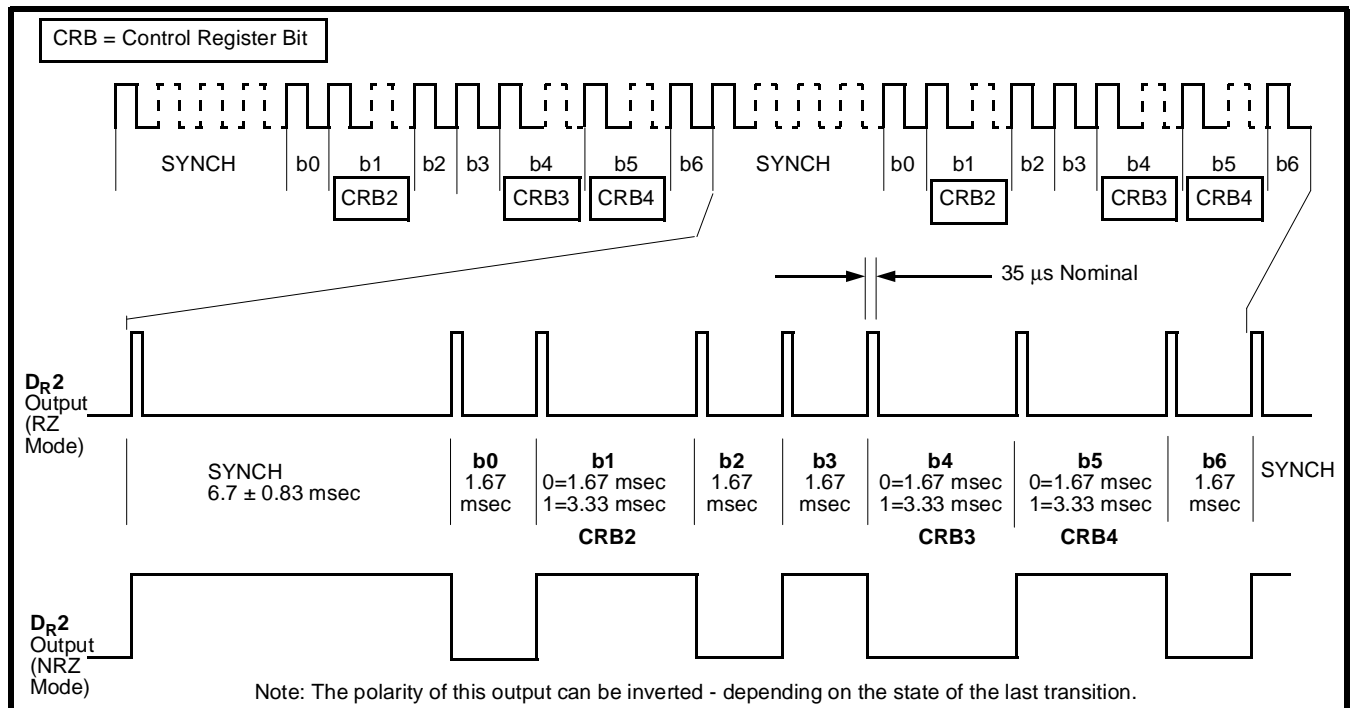 CRB = Control Register Bit
SYNCH b0 b1 b2 b3 b4 b5 b6 SYNCH b0 b1 b2 b3 b4 b5 b6
CRB2 CRB3 CRB4 CRB2 CRB3 CRB4
35 μs Nominal
DR2
Output
(RZ
Mode)
SYNCH
6.7 ± 0.83 msec
b0
1.67
msec
b1
0=1.67 msec
1=3.33 msec
CRB2
b2
1.67
msec
b3
1.67
msec
b4
0=1.67 msec
1=3.33 msec
CRB3
b5
0=1.67 msec
1=3.33 msec
CRB4
b6
1.67
msec
SYNCH
DR2
Output
(NRZ
Mode)
Note: The polarity of this output can be inverted - depending on the state of the last transition.